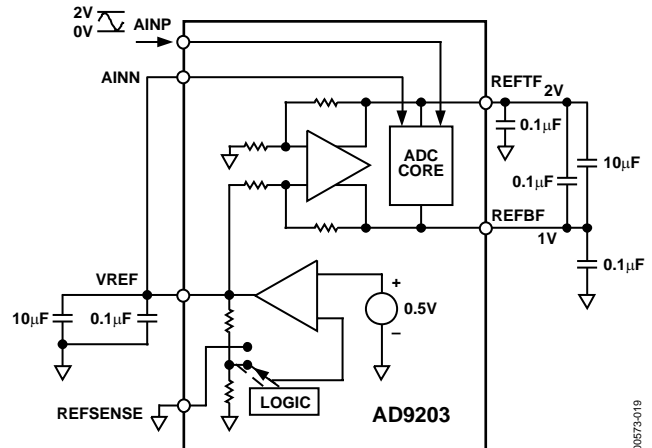 2V
0V
AINP
AINN
REFTF
2V
0.1µF
ADC
CORE
0.1µF
10µF
REFBF
1V
0.1µF
VREF
+
0.5V
–
10µF
0.1µF
LOGIC
REFSENSE
AD9203
00573-019